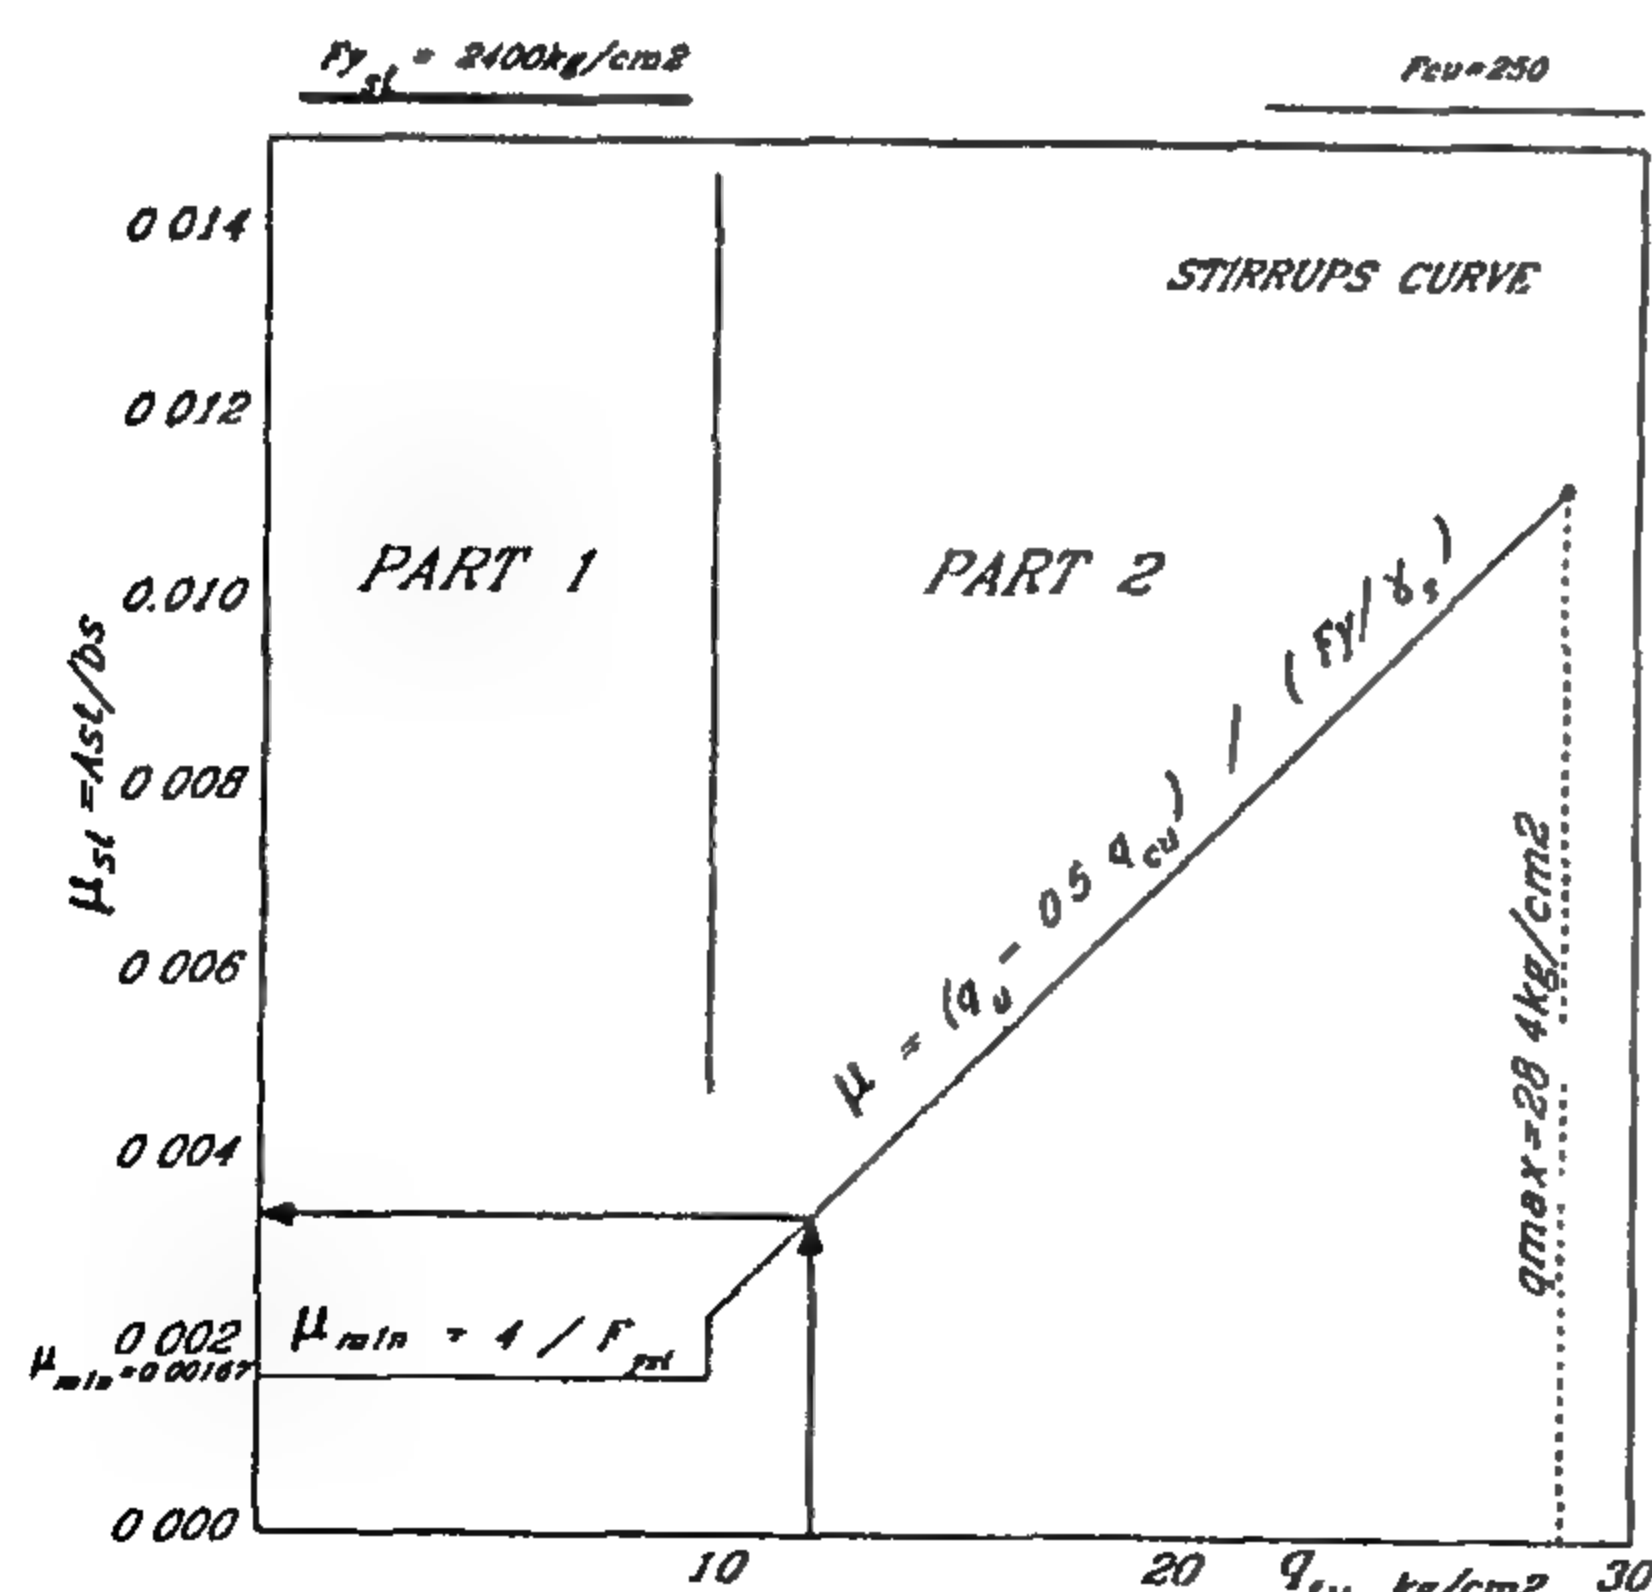 Fy_st = 2400kg/cm2
Fcu=250
0 014
STIRRUPS CURVE
0 012
PART 1
PART 2
0.010
μ_st =Ast/bs
0 008
μ = (q_u - 0 5 q_cu) / (Fy/γ_s)
0 006
qmax=28 4kg/cm2
0 004
0 002
μ_min = 4 / F_yst
μ_min=0 00167
0 000
10
20
kg/cm2
30